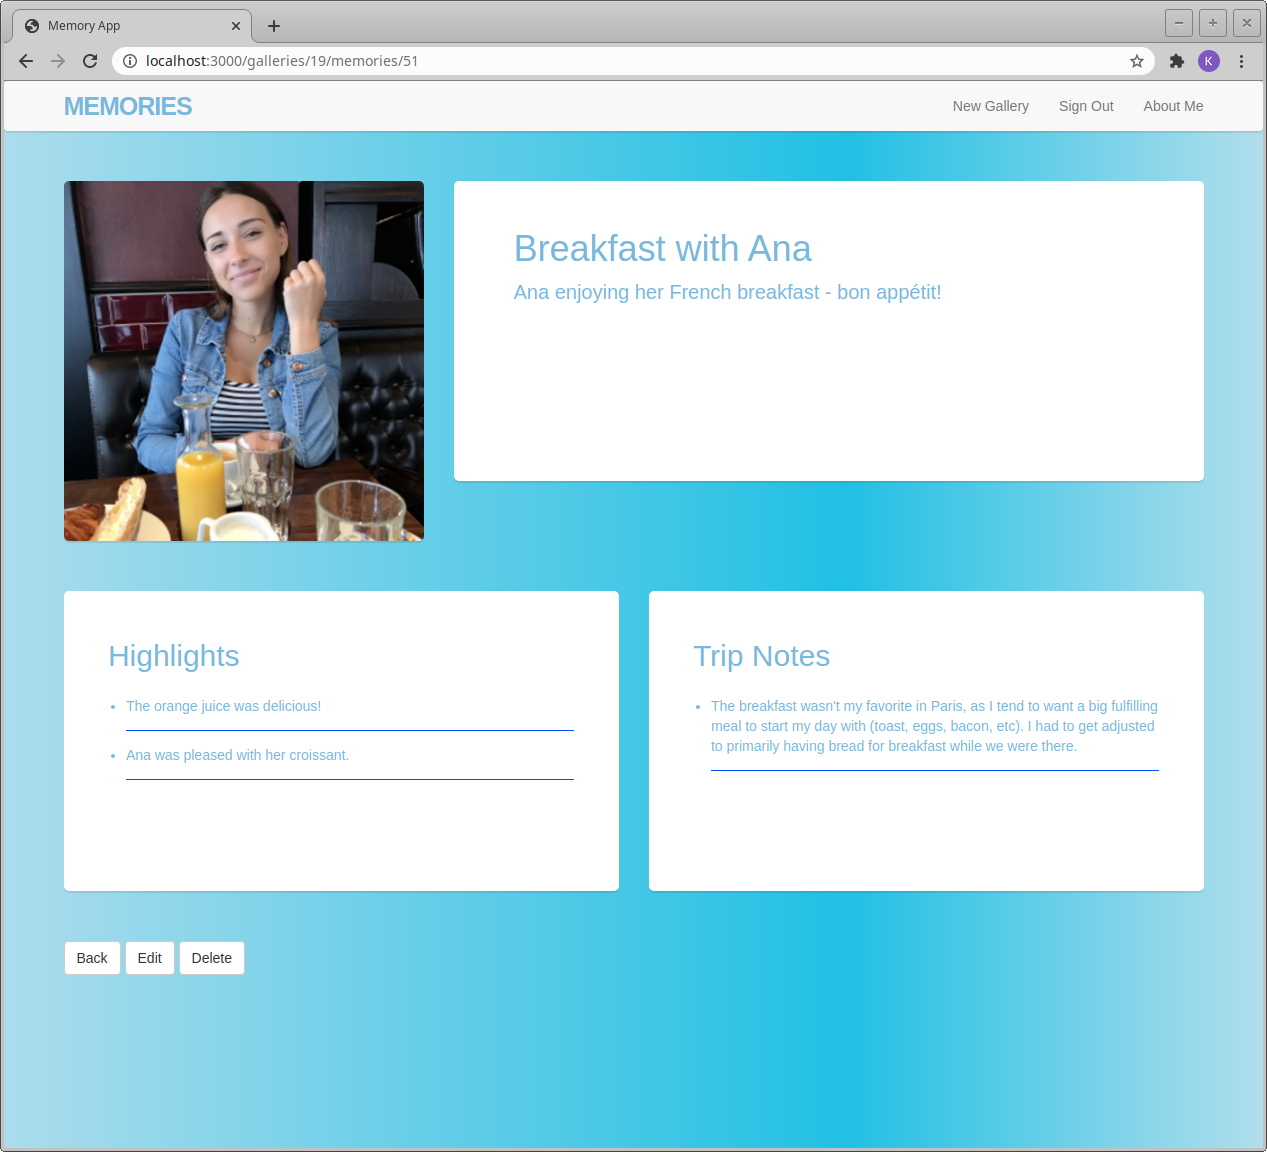 Memory App
localhost:3000/galleries/19/memories/51
K
MEMORIES
New Gallery
Sign Out
About Me
Breakfast with Ana
Ana enjoying her French breakfast - bon appétit!
Highlights
The orange juice was delicious!
Ana was pleased with her croissant.
Trip Notes
The breakfast wasn't my favorite in Paris, as I tend to want a big fulfilling
meal to start my day with (toast, eggs, bacon, etc). I had to get adjusted
to primarily having bread for breakfast while we were there.
Back
Edit
Delete